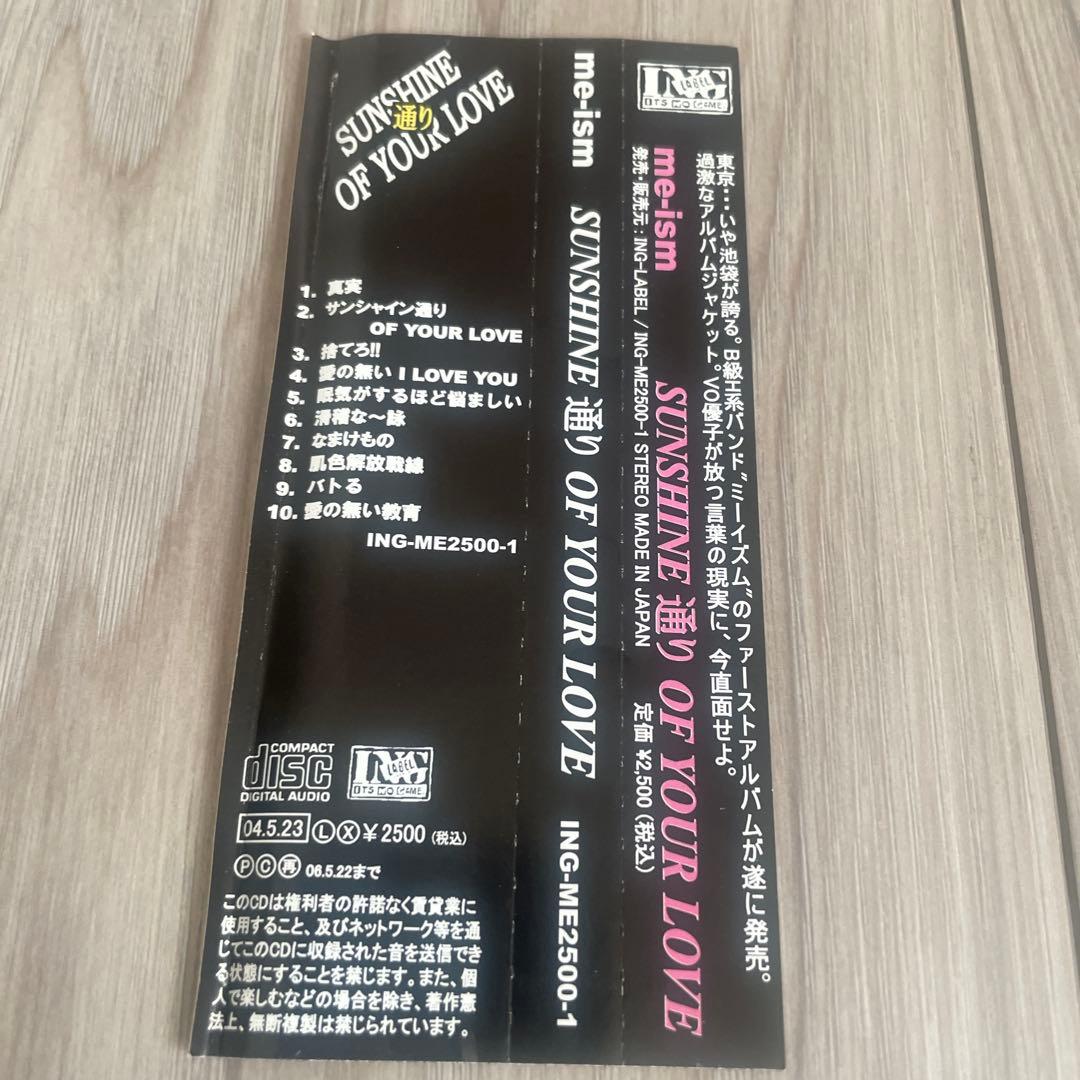 SUNSHINE
通り
OF YOUR LOVE
1. 真実
2. サンシャイン通り
OF YOUR LOVE
3. 捨てろ!!
4. 愛の無い I LOVE YOU
5. 眠気がするほど悩ましい
6. 滑稽な〜詠
7. なまけもの
8. 肌色解放戦線
9. バトる
10. 愛の無い教育
ING-ME2500-1
COMPACT
disc
DIGITAL AUDIO
ING
LABEL
ITS NO GAME
04.5.23 Ⓛ Ⓧ ¥2500 (税込)
Ⓟ Ⓒ 再 06.5.22まで
このCDは権利者の許諾なく賃貸業に
使用すること、及びネットワーク等を通
じてこのCDに収録された音を送信でき
る状態にすることを禁じます。また、個
人で楽しむなどの場合を除き、著作憲
法上、無断複製は禁じられています。
me-ism SUNSHINE 通り OF YOUR LOVE ING-ME2500-1
ING
LABEL
ITS NO GAME
東京…いや池袋が誇る。B級エ系バンド"ミーイズム"のファーストアルバムが遂に発売。
過激なアルバムジャケット。VO優子が放つ言葉の現実に、今直面せよ。
me-ism SUNSHINE 通り OF YOUR LOVE
発売・販売元：ING-LABEL / ING-ME2500-1 STEREO MADE IN JAPAN 定価 ¥2,500 (税込)